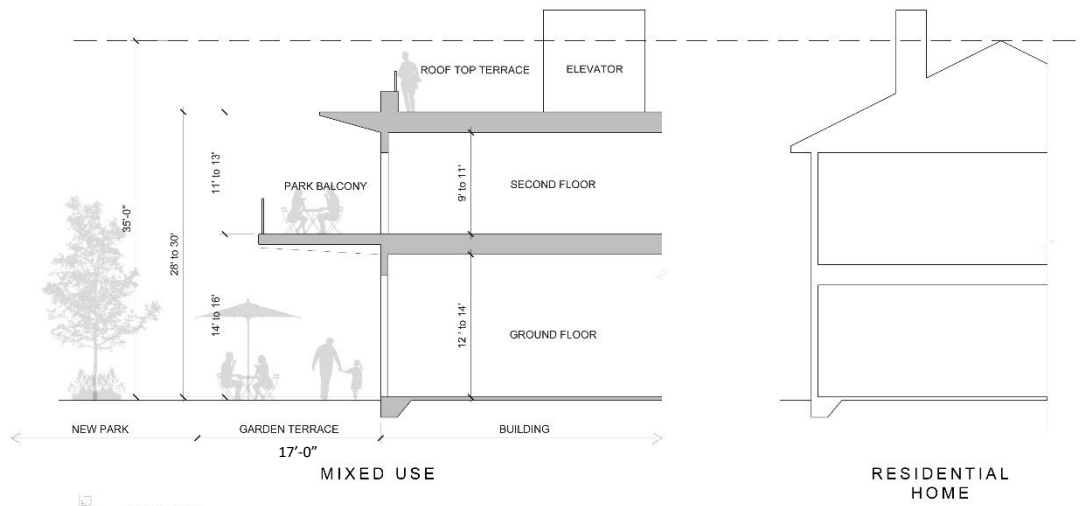 ROOF TOP TERRACE
ELEVATOR
35'-0"
28' to 30'
11' to 13'
PARK BALCONY
9' to 11'
SECOND FLOOR
14' to 16'
12 ' to 14'
GROUND FLOOR
NEW PARK
GARDEN TERRACE
BUILDING
17'-0"
MIXED USE
RESIDENTIAL
HOME